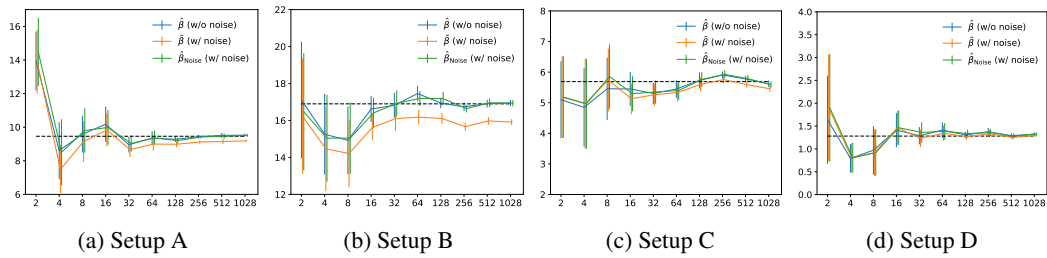 16
14
12
10
8
6
β̂ (w/o noise)
β̃ (w/ noise)
β̂Noise (w/ noise)
2 4 8 16 32 64 128 256 512 1028
(a) Setup A
22
20
18
16
14
12
β̂ (w/o noise)
β̃ (w/ noise)
β̂Noise (w/ noise)
2 4 8 16 32 64 128 256 512 1028
(b) Setup B
8
7
6
5
4
3
2
β̂ (w/o noise)
β̃ (w/ noise)
β̂Noise (w/ noise)
2 4 8 16 32 64 128 256 512 1028
(c) Setup C
4.0
3.5
3.0
2.5
2.0
1.5
1.0
0.5
0.0
β̂ (w/o noise)
β̃ (w/ noise)
β̂Noise (w/ noise)
2 4 8 16 32 64 128 256 512 1028
(d) Setup D